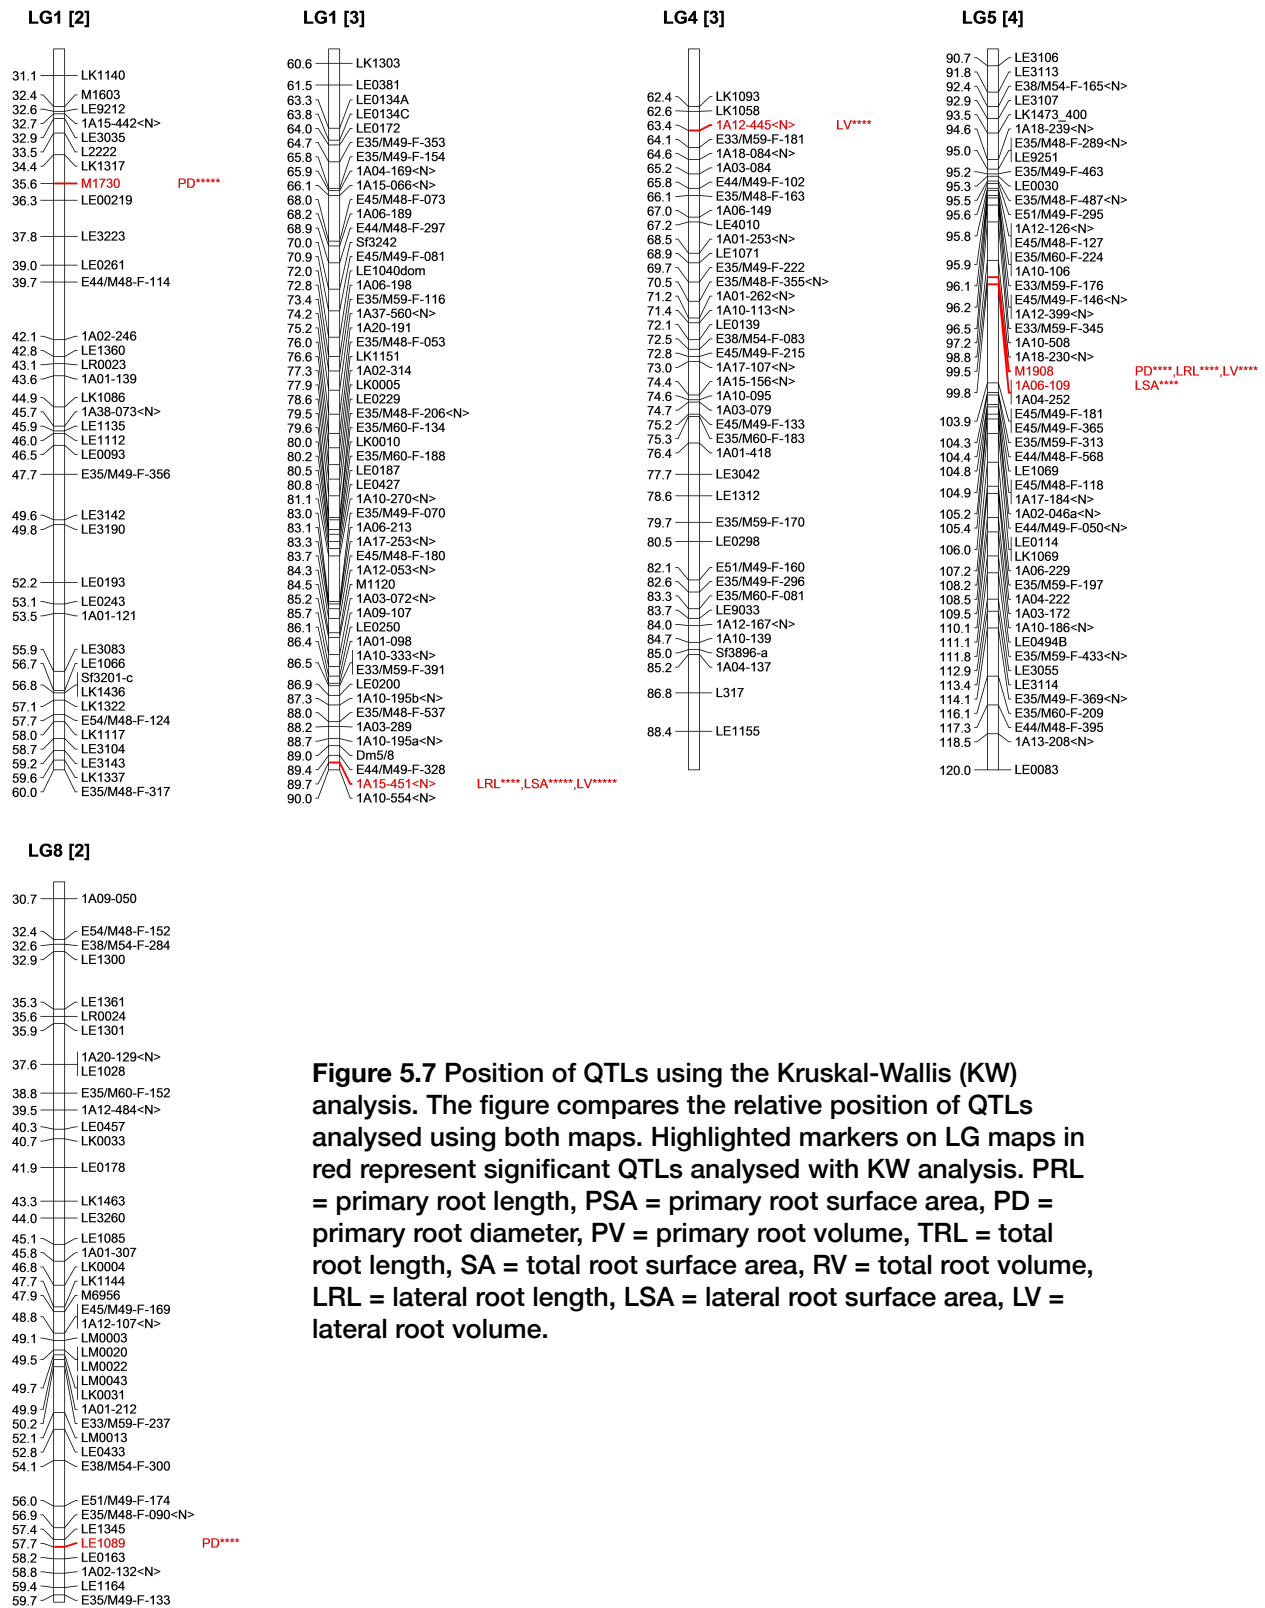 LG1 [2]
31.1 LK1140
32.4 M1603
32.6 LE9212
32.7 1A15-442<N>
32.9 LE3035
33.5 L2222
34.4 LK1317
35.6 M1730 PD*****
36.3 LE00219
37.8 LE3223
39.0 LE0261
39.7 E44/M48-F-114
42.1 1A02-246
42.8 LE1360
43.1 LR0023
43.6 1A01-139
44.9 LK1086
45.7 1A38-073<N>
45.9 LE1135
46.0 LE1112
46.5 LE0093
47.7 E35/M49-F-356
49.6 LE3142
49.8 LE3190
52.2 LE0193
53.1 LE0243
53.5 1A01-121
55.9 LE3083
56.7 LE1066
Sf3201-c
56.8 LK1436
57.1 LK1322
57.7 E54/M48-F-124
58.0 LK1117
58.7 LE3104
59.2 LE3143
59.6 LK1337
60.0 E35/M48-F-317
LG1 [3]
60.6 LK1303
61.5 LE0381
63.3 LE0134A
63.8 LE0134C
64.0 LE0172
64.7 E35/M49-F-353
65.8 E35/M49-F-154
65.9 1A04-169<N>
66.1 1A15-066<N>
68.0 E45/M48-F-073
68.2 1A06-189
68.9 E44/M48-F-297
70.0 Sf3242
70.9 E45/M49-F-081
72.0 LE1040dom
72.8 1A06-198
73.4 E35/M59-F-116
74.2 1A37-560<N>
75.2 1A20-191
76.0 E35/M48-F-053
76.6 LK1151
77.3 1A02-314
77.9 LK0005
78.6 LE0229
79.5 E35/M48-F-206<N>
79.6 E35/M60-F-134
80.0 LK0010
80.2 E35/M60-F-188
80.5 LE0187
80.8 LE0427
81.1 1A10-270<N>
83.0 E35/M49-F-070
83.1 1A06-213
83.3 1A17-253<N>
83.7 E45/M48-F-180
84.3 1A12-053<N>
84.5 M1120
85.2 1A03-072<N>
85.7 1A09-107
86.1 LE0250
86.4 1A01-098
1A10-333<N>
86.5 E33/M59-F-391
86.9 LE0200
87.3 1A10-195b<N>
88.0 E35/M48-F-537
88.2 1A03-289
88.7 1A10-195a<N>
89.0 Dm5/8
89.4 E44/M49-F-328
89.7 1A15-451<N> LRL****,LSA*****,LV*****
90.0 1A10-554<N>
LG4 [3]
62.4 LK1093
62.6 LK1058
63.4 1A12-445<N> LV****
64.1 E33/M59-F-181
64.6 1A18-084<N>
65.2 1A03-084
65.8 E44/M49-F-102
66.1 E35/M48-F-163
67.0 1A06-149
67.2 LE4010
68.5 1A01-253<N>
68.9 LE1071
69.7 E35/M49-F-222
70.5 E35/M48-F-355<N>
71.2 1A01-262<N>
71.4 1A10-113<N>
72.1 LE0139
72.5 E38/M54-F-083
72.8 E45/M49-F-215
73.0 1A17-107<N>
74.4 1A15-156<N>
74.6 1A10-095
74.7 1A03-079
75.2 E45/M49-F-133
75.3 E35/M60-F-183
76.4 1A01-418
77.7 LE3042
78.6 LE1312
79.7 E35/M59-F-170
80.5 LE0298
82.1 E51/M49-F-160
82.6 E35/M49-F-296
83.3 E35/M60-F-081
83.7 LE9033
84.0 1A12-167<N>
84.7 1A10-139
85.0 Sf3896-a
85.2 1A04-137
86.8 L317
88.4 LE1155
LG5 [4]
90.7 LE3106
91.8 LE3113
92.4 E38/M54-F-165<N>
92.9 LE3107
93.5 LK1473_400
94.6 1A18-239<N>
E35/M48-F-289<N>
95.0 LE9251
95.2 E35/M49-F-463
95.3 LE0030
95.5 E35/M48-F-487<N>
95.6 E51/M49-F-295
1A12-126<N>
95.8 E45/M48-F-127
E35/M60-F-224
95.9 1A10-106
96.1 E33/M59-F-176
E45/M49-F-146<N>
96.2 1A12-399<N>
96.5 E33/M59-F-345
97.2 1A10-508
98.8 1A18-230<N>
99.5 M1908 PD****,LRL****,LV****
1A06-109 LSA****
99.8 1A04-252
E45/M49-F-181
103.9 E45/M49-F-365
104.3 E35/M59-F-313
104.4 E44/M48-F-568
104.8 LE1069
E45/M48-F-118
104.9 1A17-184<N>
105.2 1A02-046a<N>
105.4 E44/M49-F-050<N>
LE0114
106.0 LK1069
107.2 1A06-229
108.2 E35/M59-F-197
108.5 1A04-222
109.5 1A03-172
110.1 1A10-186<N>
111.1 LE0494B
111.8 E35/M59-F-433<N>
112.9 LE3055
113.4 LE3114
114.1 E35/M49-F-369<N>
116.1 E35/M60-F-209
117.3 E44/M48-F-395
118.5 1A13-208<N>
120.0 LE0083
LG8 [2]
30.7 1A09-050
32.4 E54/M48-F-152
32.6 E38/M54-F-284
32.9 LE1300
35.3 LE1361
35.6 LR0024
35.9 LE1301
1A20-129<N>
37.6 LE1028
38.8 E35/M60-F-152
39.5 1A12-484<N>
40.3 LE0457
40.7 LK0033
41.9 LE0178
43.3 LK1463
44.0 LE3260
45.1 LE1085
45.8 1A01-307
46.8 LK0004
47.7 LK1144
47.9 M6956
E45/M49-F-169
48.8 1A12-107<N>
49.1 LM0003
LM0020
49.5 LM0022
LM0043
49.7 LK0031
49.9 1A01-212
50.2 E33/M59-F-237
52.1 LM0013
52.8 LE0433
54.1 E38/M54-F-300
56.0 E51/M49-F-174
56.9 E35/M48-F-090<N>
57.4 LE1345
57.7 LE1089 PD****
58.2 LE0163
58.8 1A02-132<N>
59.4 LE1164
59.7 E35/M49-F-133
Figure 5.7 Position of QTLs using the Kruskal-Wallis (KW)
analysis. The figure compares the relative position of QTLs
analysed using both maps. Highlighted markers on LG maps in
red represent significant QTLs analysed with KW analysis. PRL
= primary root length, PSA = primary root surface area, PD =
primary root diameter, PV = primary root volume, TRL = total
root length, SA = total root surface area, RV = total root volume,
LRL = lateral root length, LSA = lateral root surface area, LV =
lateral root volume.